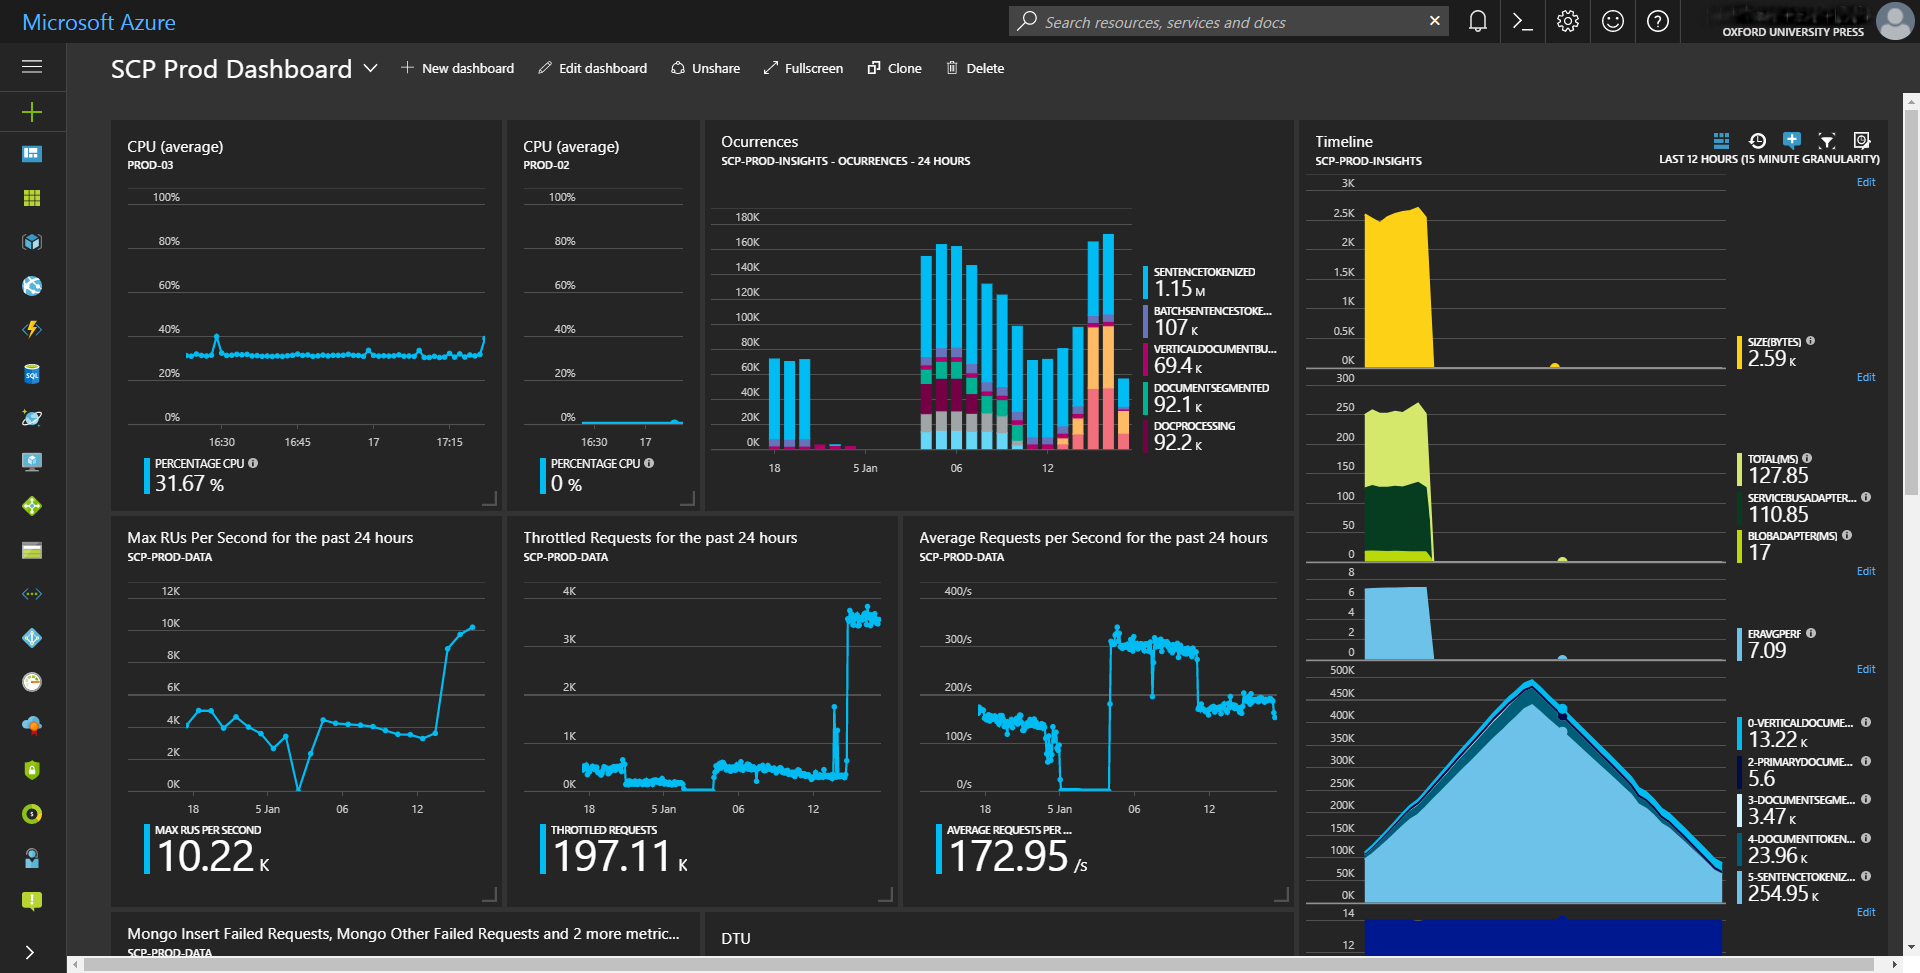 Microsoft Azure
Search resources, services and docs
OXFORD UNIVERSITY PRESS
SCP Prod Dashboard
New dashboard
Edit dashboard
Unshare
Fullscreen
Clone
Delete
CPU (average)
PROD-03
100%
80%
60%
40%
20%
0%
16:30 16:45 17 17:15
PERCENTAGE CPU
31.67 %
CPU (average)
PROD-02
100%
80%
60%
40%
20%
0%
16:30 17
PERCENTAGE CPU
0 %
Ocurrences
SCP-PROD-INSIGHTS - OCURRENCES - 24 HOURS
180K
160K
140K
120K
100K
80K
60K
40K
20K
0K
18 5 Jan 06 12
SENTENCETOKENIZED
1.15 M
BATCHSENTENCESTOKE...
107 K
VERTICALDOCUMENTBU...
69.4 K
DOCUMENTSEGMENTED
92.1 K
DOCPROCESSING
92.2 K
Timeline
SCP-PROD-INSIGHTS
LAST 12 HOURS (15 MINUTE GRANULARITY)
Edit
3K
2.5K
2K
1.5K
1K
0.5K
0K
SIZE(BYTES)
2.59 K
Edit
300
250
200
150
100
50
0
TOTAL(MS)
127.85
SERVICEBUSADAPTER...
110.85
BLOBADAPTER(MS)
17
Edit
8
6
4
2
0
ERAVGPERF
7.09
Edit
500K
450K
400K
350K
300K
250K
200K
150K
100K
50K
0K
0-VERTICALDOCUME...
13.22 K
2-PRIMARYDOCUME...
5.6
3-DOCUMENTSEGME...
3.47 K
4-DOCUMENTTOKEN...
23.96 K
5-SENTENCETOKENIZ...
254.95 K
Edit
14
12
Max RUs Per Second for the past 24 hours
SCP-PROD-DATA
12K
10K
8K
6K
4K
2K
0K
18 5 Jan 06 12
MAX RUS PER SECOND
10.22 K
Throttled Requests for the past 24 hours
SCP-PROD-DATA
4K
3K
2K
1K
0K
18 5 Jan 06 12
THROTTLED REQUESTS
197.11 K
Average Requests per Second for the past 24 hours
SCP-PROD-DATA
400/s
300/s
200/s
100/s
0/s
18 5 Jan 06 12
AVERAGE REQUESTS PER ...
172.95 /s
Mongo Insert Failed Requests, Mongo Other Failed Requests and 2 more metric...
SCP-PROD-DATA
DTU